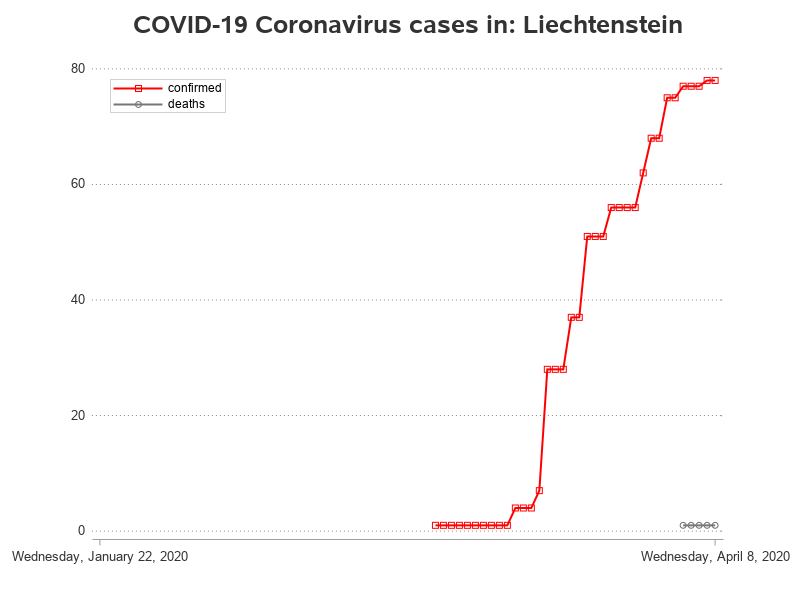 COVID-19 Coronavirus cases in: Liechtenstein
80
confirmed
deaths
60
40
20
0
Wednesday, January 22, 2020 Wednesday, April 8, 2020